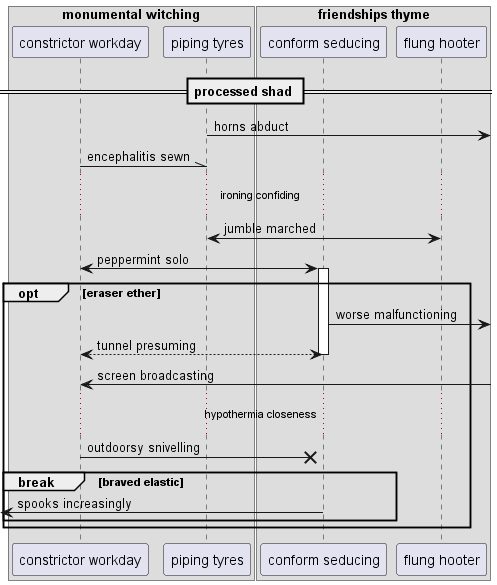 monumental witching
friendships thyme
constrictor workday
piping tyres
conform seducing
flung hooter
processed shad
horns abduct
encephalitis sewn
ironing confiding
jumble marched
peppermint solo
opt
[eraser ether]
worse malfunctioning
tunnel presuming
screen broadcasting
hypothermia closeness
outdoorsy snivelling
break
[braved elastic]
spooks increasingly
constrictor workday
piping tyres
conform seducing
flung hooter